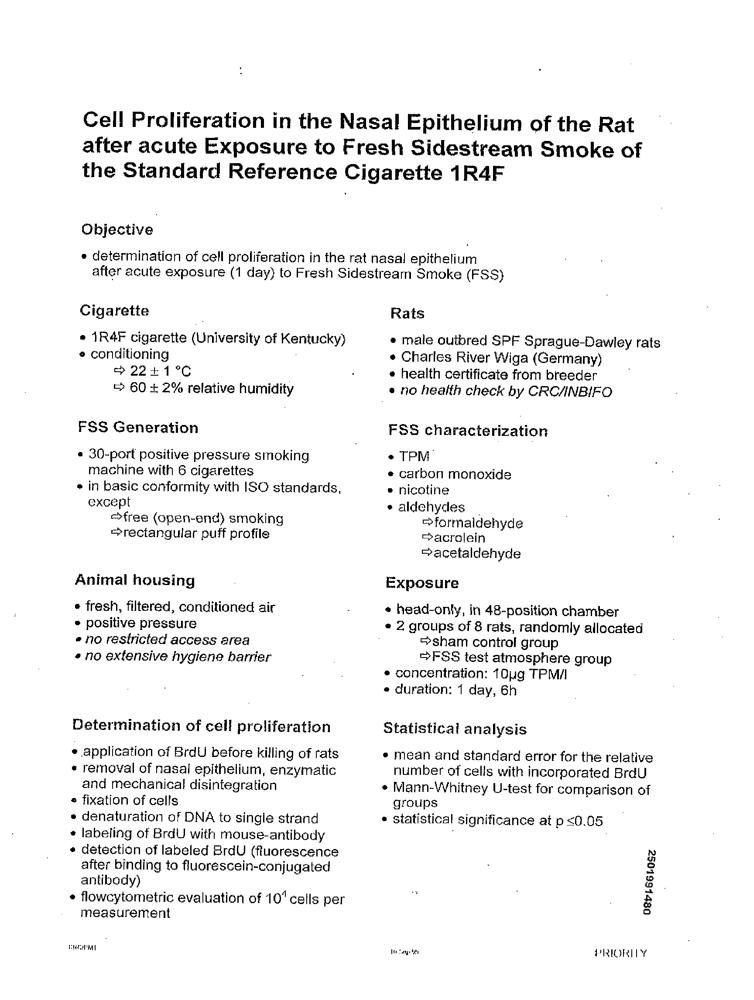 Cell Proliferation in the Nasal Epithelium of the Rat
after acute Exposure to Fresh Sidestream Smoke of
the Standard Reference Cigarette 1R4F
Objective
• determination of cell proliferation in the rat nasal epithelium
after acute exposure (1 day) to Fresh Sidestream Smoke (FSS)
Cigarette
• 1R4F cigarette (University of Kentucky)
• conditioning
⇨ 22 ± 1 °C
⇨ 60 ± 2% relative humidity
Rats
• male outbred SPF Sprague-Dawley rats
• Charles River Wiga (Germany)
• health certificate from breeder
• no health check by CRC/INBIFO
FSS Generation
• 30-port positive pressure smoking
machine with 6 cigarettes
• in basic conformity with ISO standards,
except
⇨free (open-end) smoking
⇨rectangular puff profile
FSS characterization
• TPM
• carbon monoxide
• nicotine
• aldehydes
⇨formaldehyde
⇨acrolein
⇨acetaldehyde
Animal housing
• fresh, filtered, conditioned air
• positive pressure
• no restricted access area
• no extensive hygiene barrier
Exposure
• head-only, in 48-position chamber
• 2 groups of 8 rats, randomly allocated
⇨sham control group
⇨FSS test atmosphere group
• concentration: 10µg TPM/l
• duration: 1 day, 6h
Determination of cell proliferation
• application of BrdU before killing of rats
• removal of nasal epithelium, enzymatic
and mechanical disintegration
• fixation of cells
• denaturation of DNA to single strand
• labeling of BrdU with mouse-antibody
• detection of labeled BrdU (fluorescence
after binding to fluorescein-conjugated
antibody)
• flowcytometric evaluation of 10⁴ cells per
measurement
Statistical analysis
• mean and standard error for the relative
number of cells with incorporated BrdU
• Mann-Whitney U-test for comparison of
groups
• statistical significance at p ≤0.05
2501991480
PRIORITY